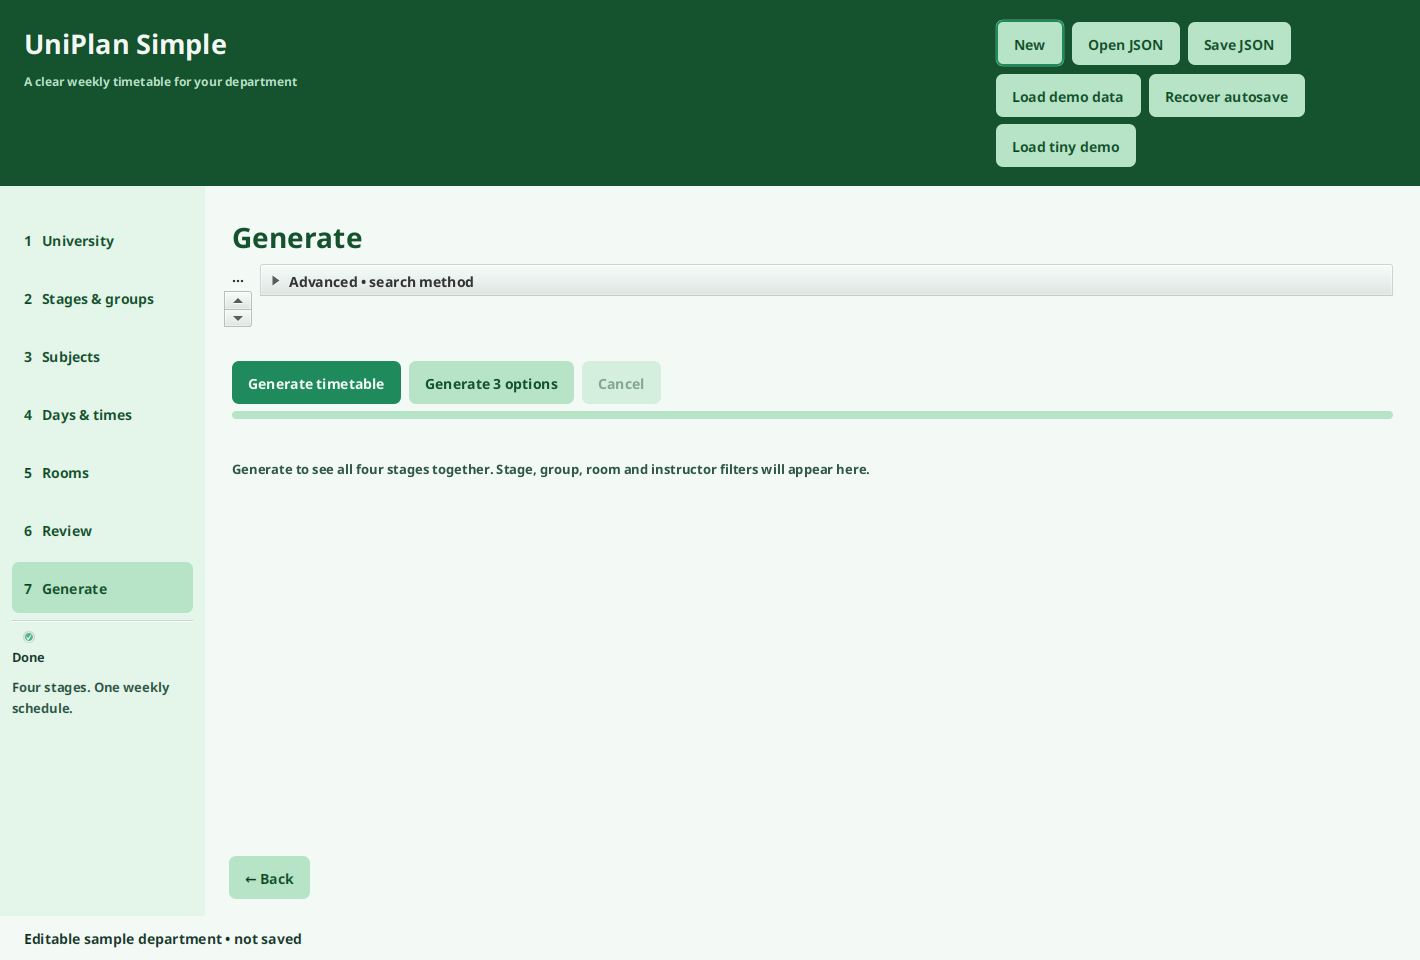 UniPlan Simple
A clear weekly timetable for your department
New
Open JSON
Save JSON
Load demo data
Recover autosave
Load tiny demo
1 University
2 Stages & groups
3 Subjects
4 Days & times
5 Rooms
6 Review
7 Generate
Done
Four stages. One weekly
schedule.
Generate
...
Advanced • search method
Generate timetable
Generate 3 options
Cancel
Generate to see all four stages together. Stage, group, room and instructor filters will appear here.
← Back
Editable sample department • not saved